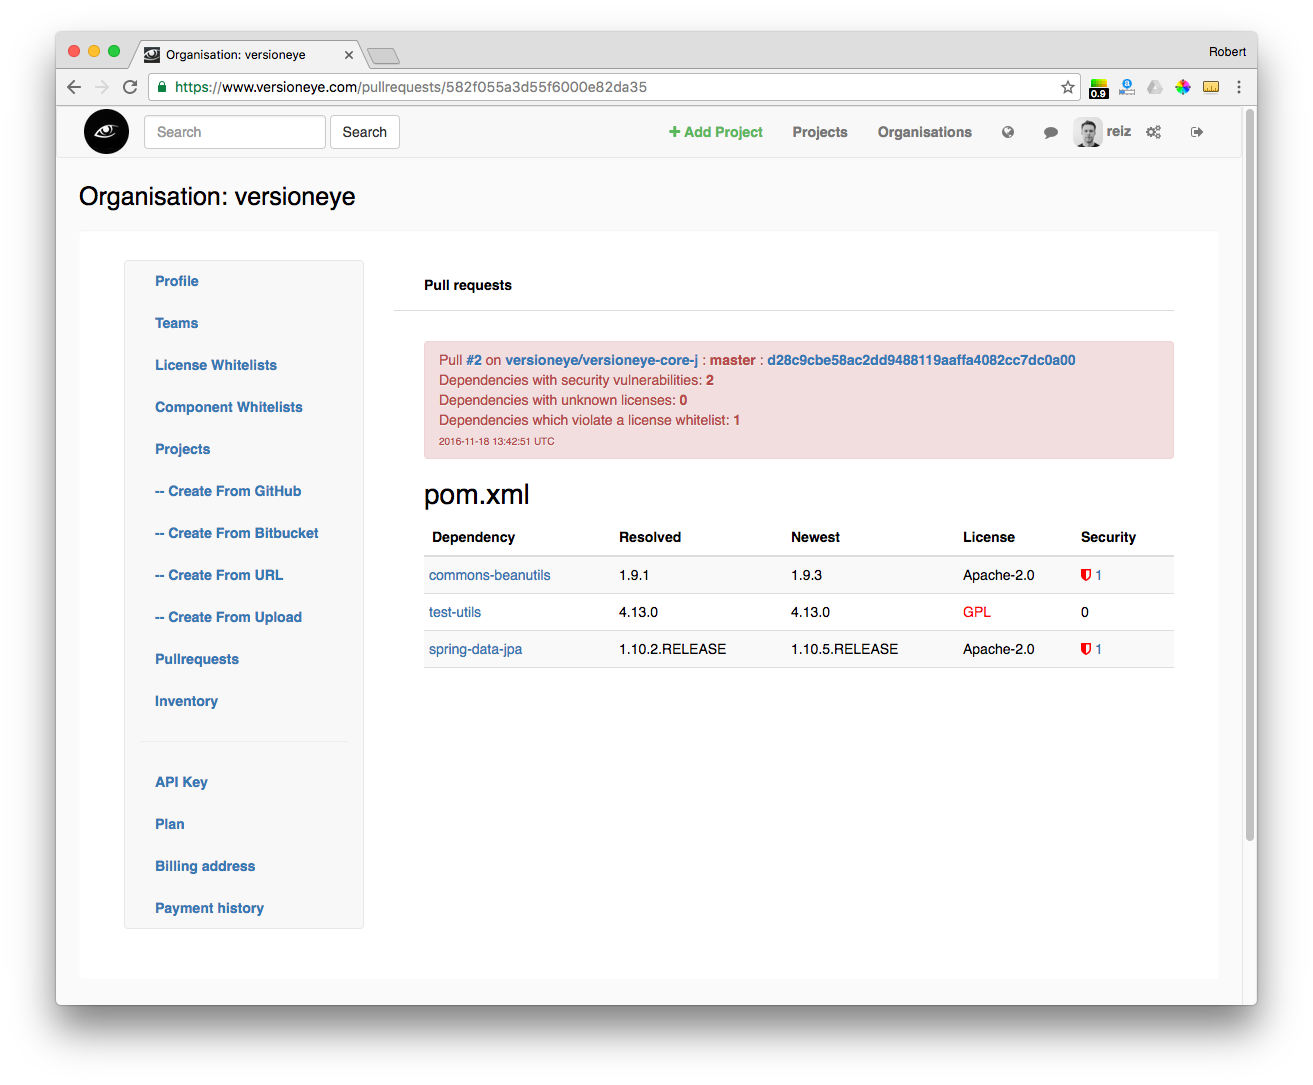 Organisation: versioneye
Robert
https://www.versioneye.com/pullrequests/582f055a3d55f6000e82da35
0.9
a
Search
Search
Add Project
Projects
Organisations
reiz
Organisation: versioneye
Profile
Teams
License Whitelists
Component Whitelists
Projects
-- Create From GitHub
-- Create From Bitbucket
-- Create From URL
-- Create From Upload
Pullrequests
Inventory
API Key
Plan
Billing address
Payment history
Pull requests
Pull #2 on versioneye/versioneye-core-j : master : d28c9cbe58ac2dd9488119aaffa4082cc7dc0a00
Dependencies with security vulnerabilities: 2
Dependencies with unknown licenses: 0
Dependencies which violate a license whitelist: 1
2016-11-18 13:42:51 UTC
pom.xml
Dependency Resolved Newest License Security
commons-beanutils 1.9.1 1.9.3 Apache-2.0 1
test-utils 4.13.0 4.13.0 GPL 0
spring-data-jpa 1.10.2.RELEASE 1.10.5.RELEASE Apache-2.0 1